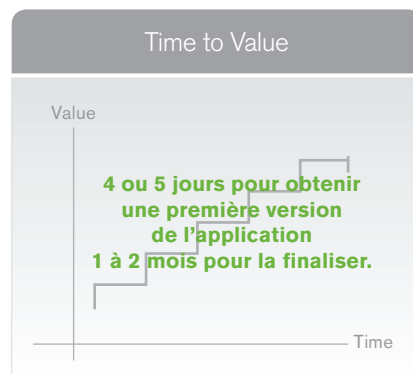 Time to Value
Value
4 ou 5 jours pour obtenir
une première version
de l'application
1 à 2 mois pour la finaliser.
Time